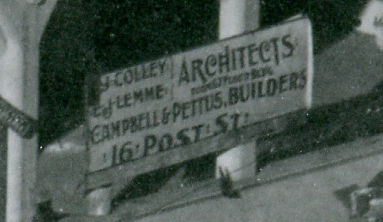 A J COLLEY
E J LEMME
ARCHITECTS
CAMPBELL & PETTUS, BUILDERS
16 POST ST.